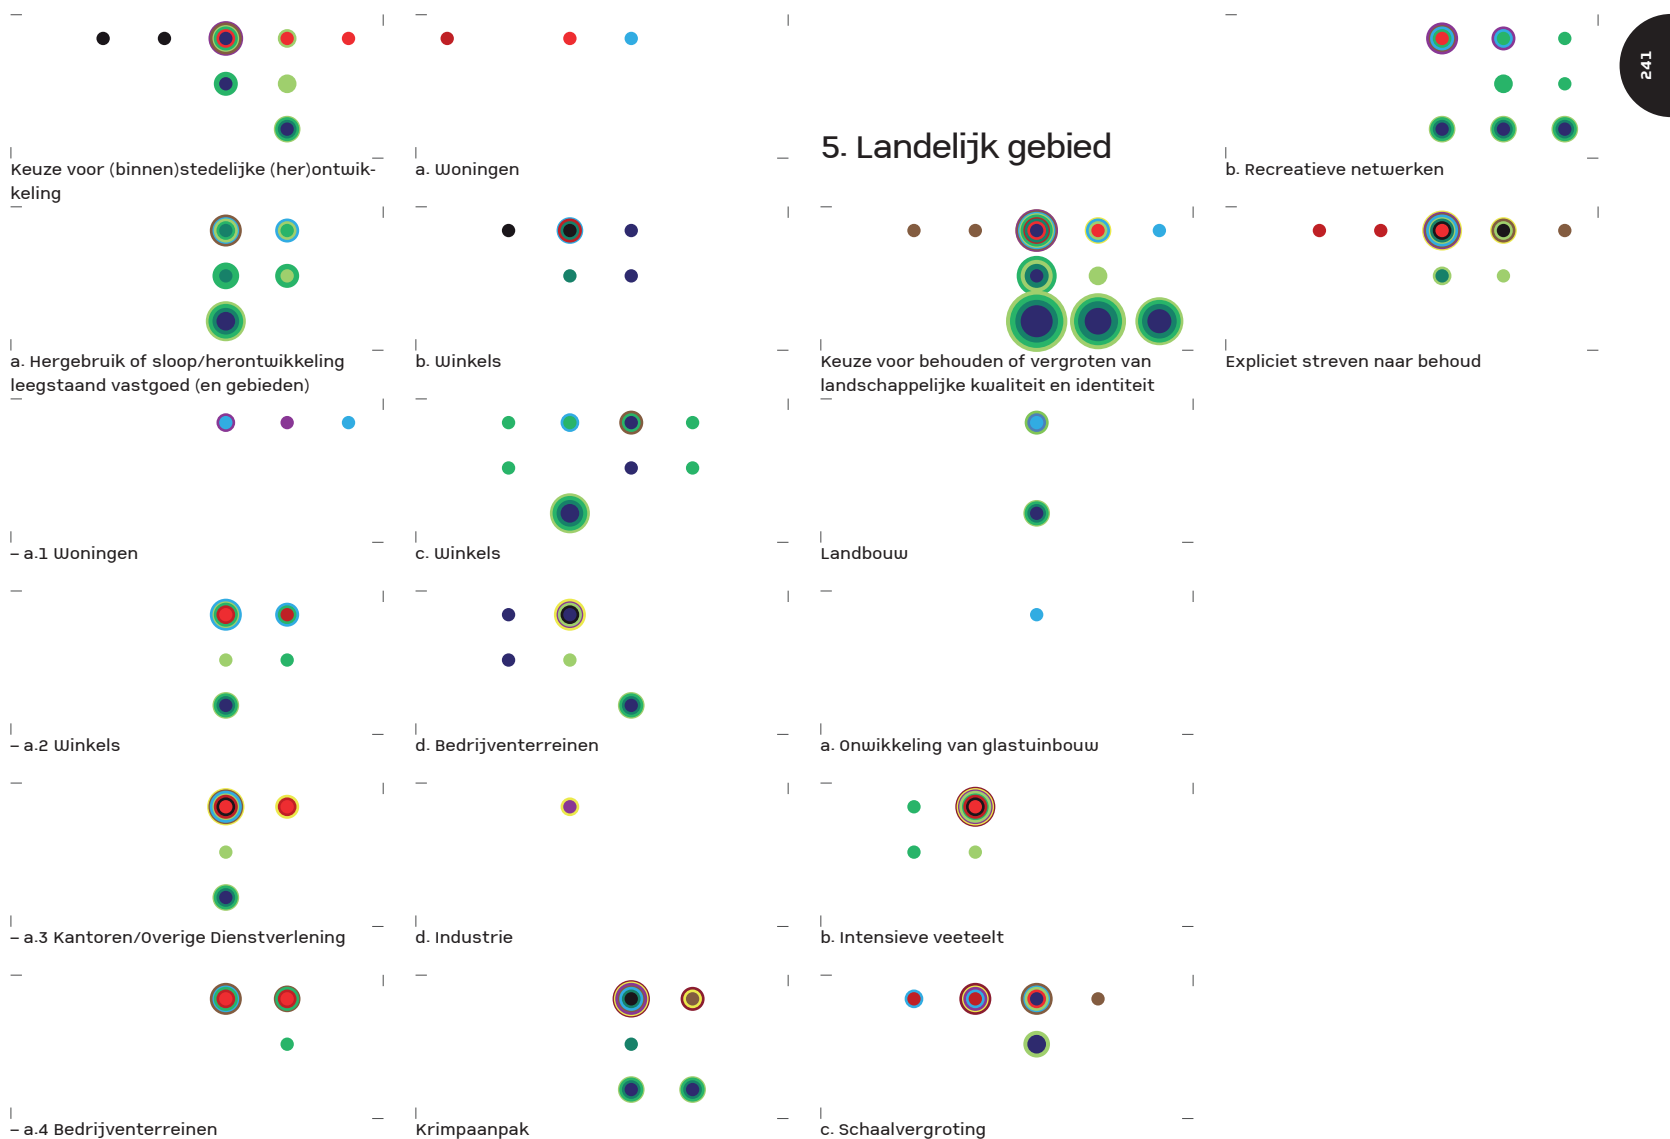 241
Keuze voor (binnen)stedelijke (her)ontwik-
keling
a. Hergebruik of sloop/herontwikkeling
leegstaand vastgoed (en gebieden)
– a.1 Woningen
– a.2 Winkels
– a.3 Kantoren/Overige Dienstverlening
– a.4 Bedrijventerreinen
a. Woningen
b. Winkels
c. Winkels
d. Bedrijventerreinen
d. Industrie
Krimpaanpak
5. Landelijk gebied
Keuze voor behouden of vergroten van
landschappelijke kwaliteit en identiteit
Landbouw
a. Onwikkeling van glastuinbouw
b. Intensieve veeteelt
c. Schaalvergroting
b. Recreatieve netwerken
Expliciet streven naar behoud